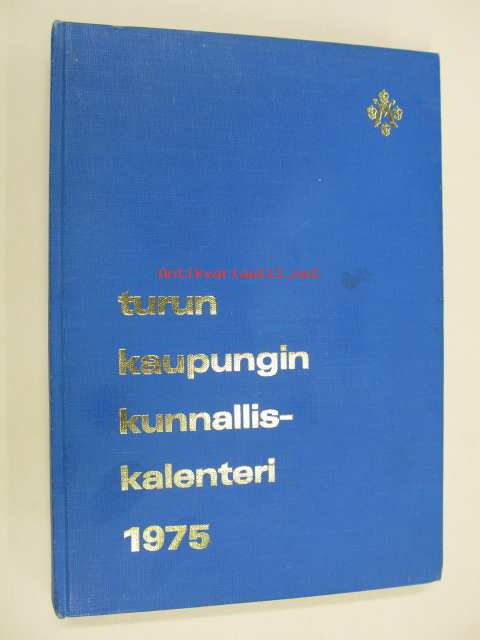 Antikvariaatti.net
turun
kaupungin
kunnallis-
kalenteri
1975